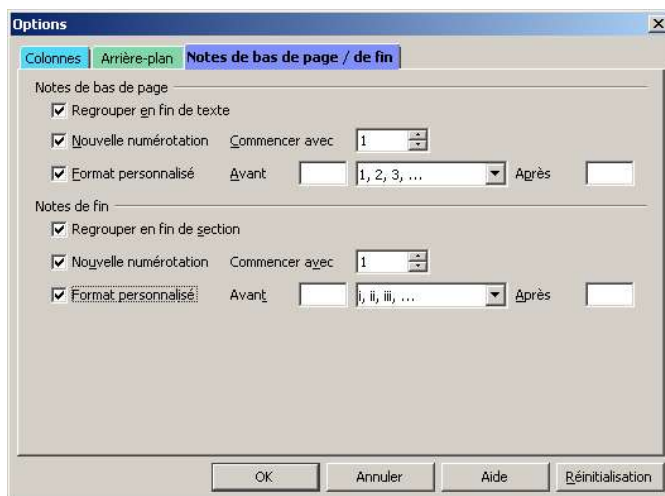 Options
Colonnes Arrière-plan Notes de bas de page / de fin
Notes de bas de page
Regrouper en fin de texte
Nouvelle numérotation Commencer avec 1
Format personnalisé Avant 1, 2, 3, ... Après
Notes de fin
Regrouper en fin de section
Nouvelle numérotation Commencer avec 1
Format personnalisé Avant i, ii, iii, ... Après
OK Annuler Aide Réinitialisation